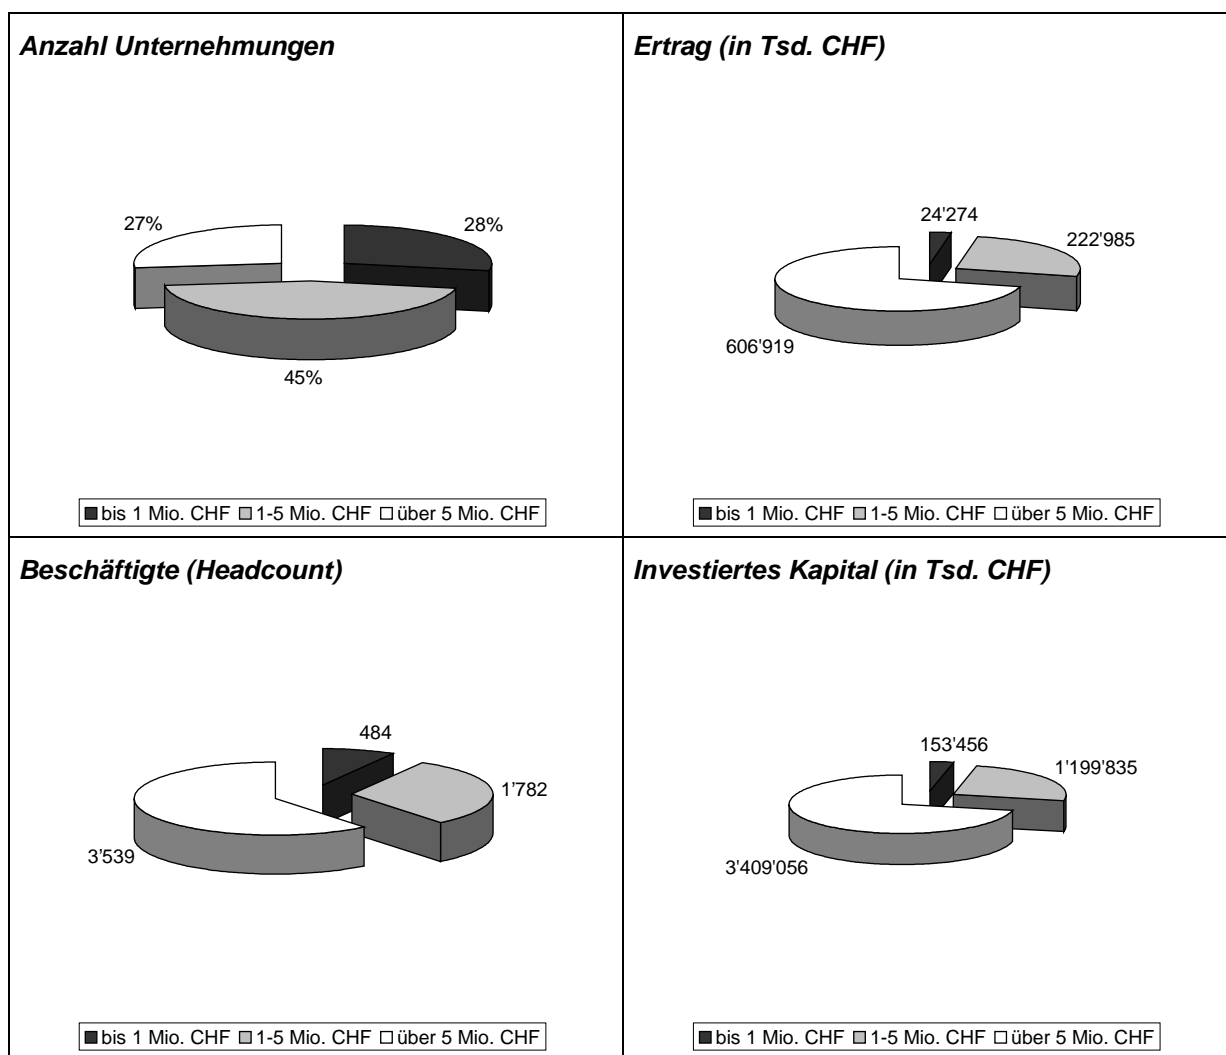 Anzahl Unternehmungen
27%
28%
45%
bis 1 Mio. CHF 1-5 Mio. CHF über 5 Mio. CHF
Ertrag (in Tsd. CHF)
24'274
222'985
606'919
bis 1 Mio. CHF 1-5 Mio. CHF über 5 Mio. CHF
Beschäftigte (Headcount)
484
1'782
3'539
bis 1 Mio. CHF 1-5 Mio. CHF über 5 Mio. CHF
Investiertes Kapital (in Tsd. CHF)
153'456
1'199'835
3'409'056
bis 1 Mio. CHF 1-5 Mio. CHF über 5 Mio. CHF